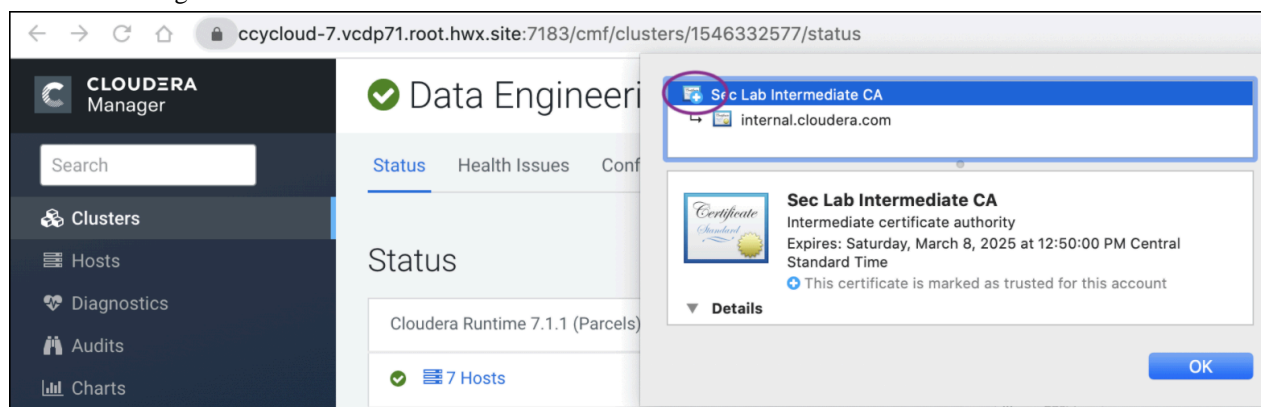 ccycloud-7.vcdp71.root.hwx.site:7183/cmf/clusters/1546332577/status
CLOUDERA
Manager
Search
Clusters
Hosts
Diagnostics
Audits
Charts
Data Engineeri
Status Health Issues Conf
Status
Cloudera Runtime 7.1.1 (Parcels)
7 Hosts
Sec Lab Intermediate CA
internal.cloudera.com
Certificate
Standard
Sec Lab Intermediate CA
Intermediate certificate authority
Expires: Saturday, March 8, 2025 at 12:50:00 PM Central
Standard Time
This certificate is marked as trusted for this account
Details
OK